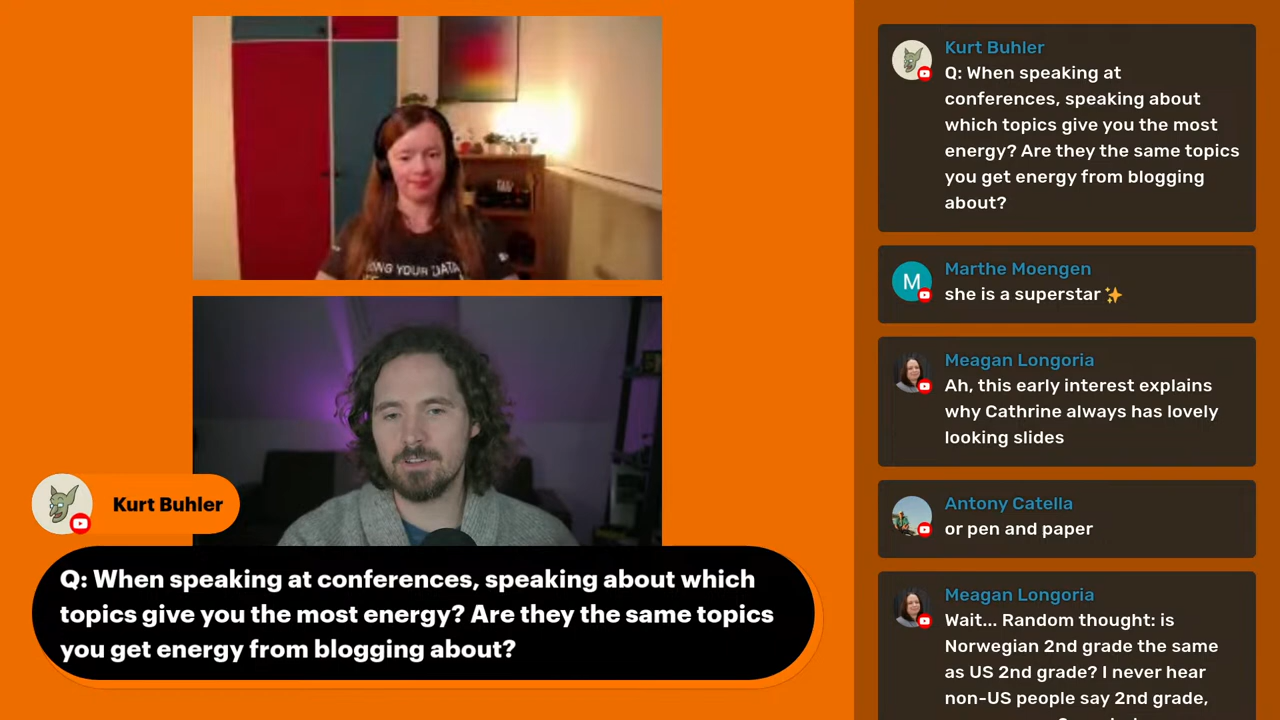 Kurt Buhler
Q: When speaking at conferences, speaking about which
topics give you the most energy? Are they the same topics
you get energy from blogging about?
Kurt Buhler
Q: When speaking at
conferences, speaking about
which topics give you the most
energy? Are they the same topics
you get energy from blogging
about?
M
Marthe Moengen
she is a superstar ✨
Meagan Longoria
Ah, this early interest explains
why Cathrine always has lovely
looking slides
Antony Catella
or pen and paper
Meagan Longoria
Wait... Random thought: is
Norwegian 2nd grade the same
as US 2nd grade? I never hear
non-US people say 2nd grade,
YOUR DATA